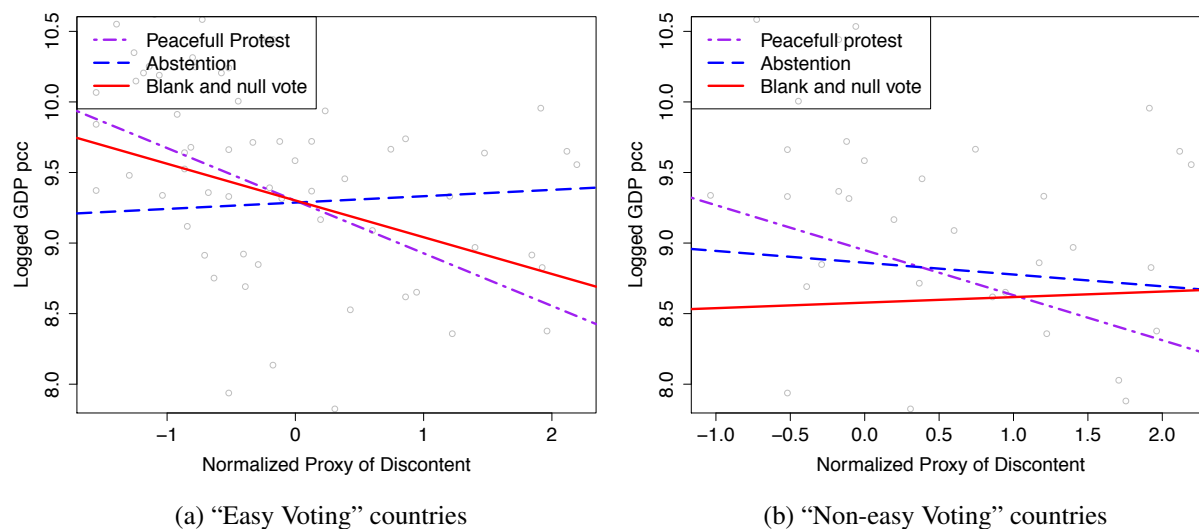 10.5
10.0
9.5
9.0
8.5
8.0
Logged GDP pcc
Peacefull Protest
Abstention
Blank and null vote
−1
0
1
2
Normalized Proxy of Discontent
(a) “Easy Voting” countries
10.5
10.0
9.5
9.0
8.5
8.0
Logged GDP pcc
Peacefull protest
Abstention
Blank and null vote
−1.0
−0.5
0.0
0.5
1.0
1.5
2.0
Normalized Proxy of Discontent
(b) “Non-easy Voting” countries